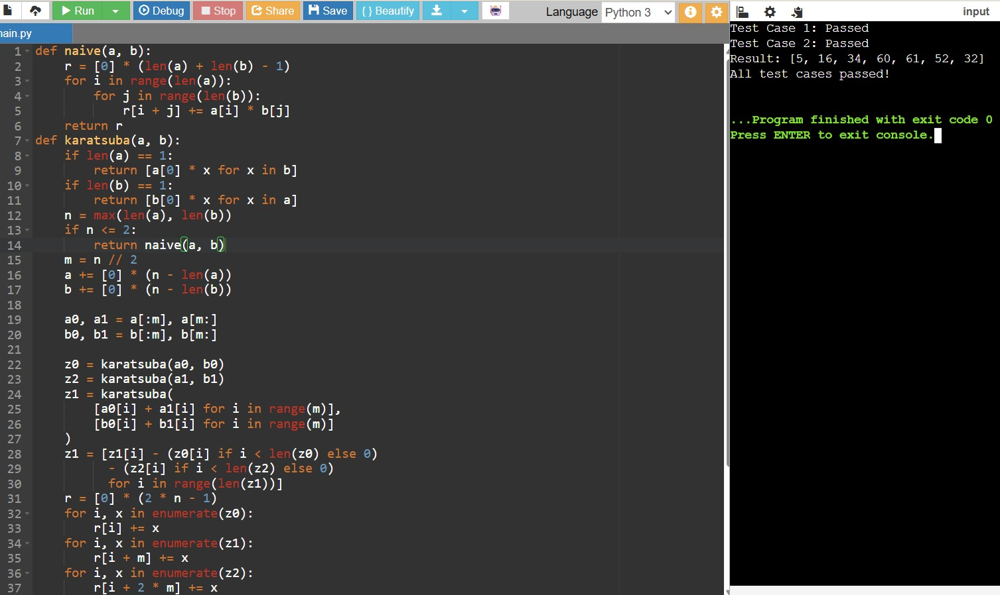 Run Debug Stop Share Save { } Beautify Language Python 3 input
ain.py
1 def naive(a, b):
2     r = [0] * (len(a) + len(b) - 1)
3     for i in range(len(a)):
4         for j in range(len(b)):
5             r[i + j] += a[i] * b[j]
6     return r
7 def karatsuba(a, b):
8     if len(a) == 1:
9         return [a[0] * x for x in b]
10     if len(b) == 1:
11         return [b[0] * x for x in a]
12     n = max(len(a), len(b))
13     if n <= 2:
14         return naive(a, b)
15     m = n // 2
16     a += [0] * (n - len(a))
17     b += [0] * (n - len(b))
18
19     a0, a1 = a[:m], a[m:]
20     b0, b1 = b[:m], b[m:]
21
22     z0 = karatsuba(a0, b0)
23     z2 = karatsuba(a1, b1)
24     z1 = karatsuba(
25         [a0[i] + a1[i] for i in range(m)],
26         [b0[i] + b1[i] for i in range(m)]
27     )
28     z1 = [z1[i] - (z0[i] if i < len(z0) else 0)
29           - (z2[i] if i < len(z2) else 0)
30           for i in range(len(z1))]
31     r = [0] * (2 * n - 1)
32     for i, x in enumerate(z0):
33         r[i] += x
34     for i, x in enumerate(z1):
35         r[i + m] += x
36     for i, x in enumerate(z2):
37         r[i + 2 * m] += x
Test Case 1: Passed
Test Case 2: Passed
Result: [5, 16, 34, 60, 61, 52, 32]
All test cases passed!
...Program finished with exit code 0
Press ENTER to exit console.